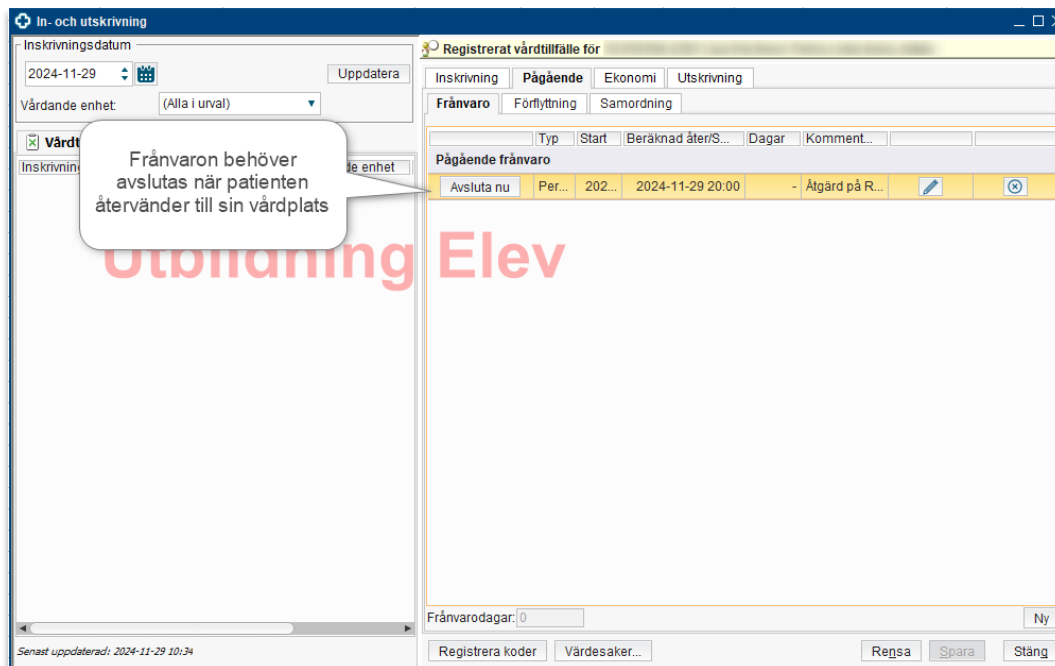 In- och utskrivning
Inskrivningsdatum
2024-11-29
Uppdatera
Vårdande enhet:
(Alla i urval)
Vårdt
Inskrivnin
de enhet
Frånvaron behöver
avslutas när patienten
återvänder till sin vårdplats
Utbildning Elev
Senast uppdaterad: 2024-11-29 10:34
Registrerat vårdtillfälle för
Inskrivning Pågående Ekonomi Utskrivning
Frånvaro Förflyttning Samordning
Typ Start Beräknad åter/S... Dagar Komment...
Pågående frånvaro
Avsluta nu Per... 202... 2024-11-29 20:00 - Åtgärd på R...
Frånvarodagar: 0
Ny
Registrera koder Värdesaker... Rensa Spara Stäng